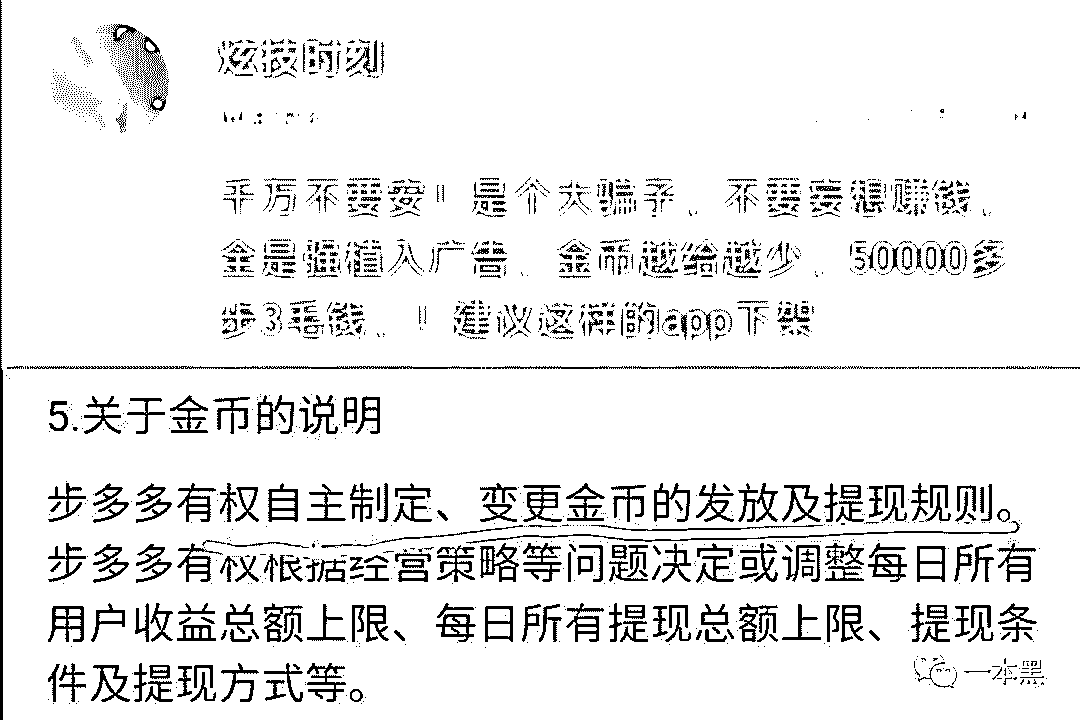 炫技时刻
千万不要安!! 是个大骗子、不要妄想赚钱、
全是强植入广告、金币越给越少、50000多
步3毛钱、! 建议这样的app下架
5.关于金币的说明
步多多有权自主制定、变更金币的发放及提现规则。
步多多有权根据经营策略等问题决定或调整每日所有
用户收益总额上限、每日所有提现总额上限、提现条
件及提现方式等。
一本黑